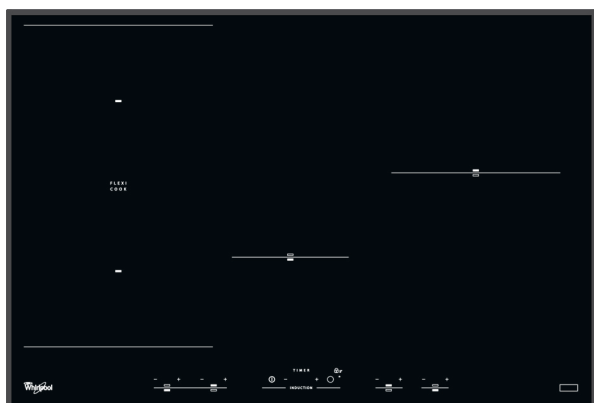 FLEXI
COOK
TIMER
− + − + − + − + − +
INDUCTION
Whirlpool